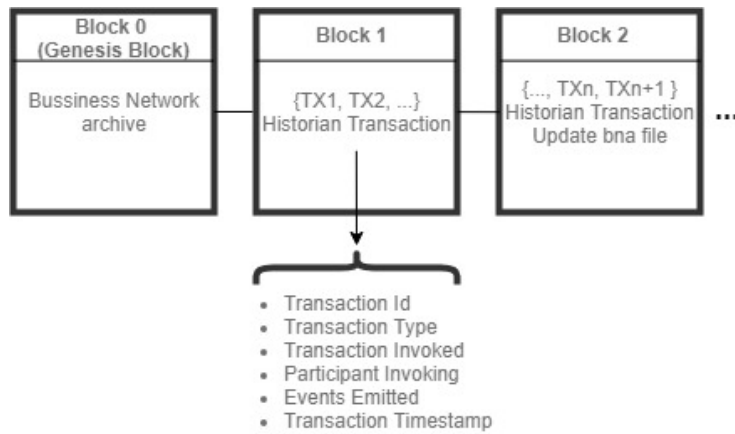 Block 0
(Genesis Block)
Bussiness Network
archive
Block 1
{TX1, TX2, ...}
Historian Transaction
Block 2
{..., TXn, TXn+1 }
Historian Transaction
Update bna file
...
• Transaction Id
• Transaction Type
• Transaction Invoked
• Participant Invoking
• Events Emitted
• Transaction Timestamp